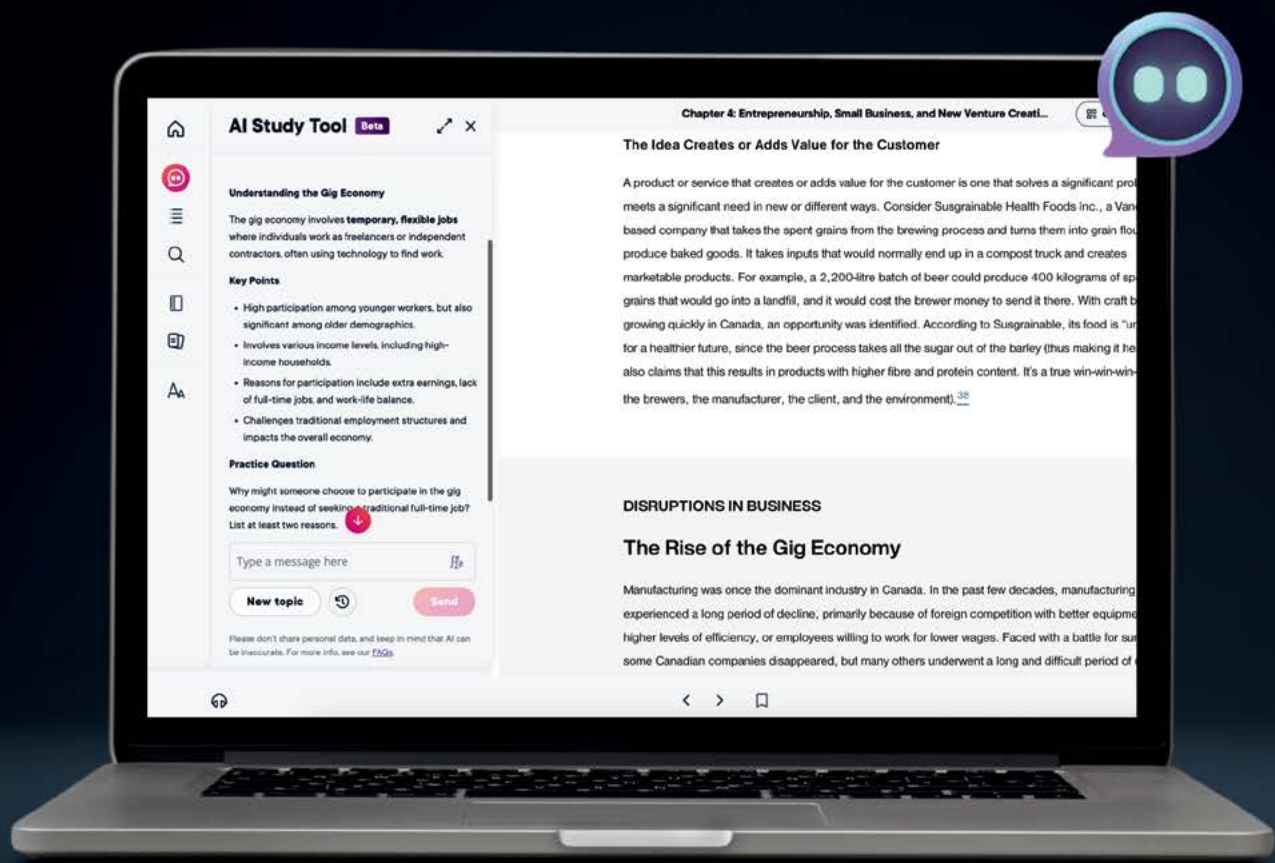 AI Study Tool Beta
Understanding the Gig Economy
The gig economy involves temporary, flexible jobs
where individuals work as freelancers or independent
contractors, often using technology to find work.
Key Points
• High participation among younger workers, but also
significant among older demographics.
• Involves various income levels, including high-
income households.
• Reasons for participation include extra earnings, lack
of full-time jobs, and work-life balance.
• Challenges traditional employment structures and
impacts the overall economy.
Practice Question
Why might someone choose to participate in the gig
economy instead of seeking a traditional full-time job?
List at least two reasons.
Type a message here
New topic
Send
Please don't share personal data, and keep in mind that AI can
be inaccurate. For more info, see our FAQs.
Chapter 4: Entrepreneurship, Small Business, and New Venture Creati...
The Idea Creates or Adds Value for the Customer
A product or service that creates or adds value for the customer is one that solves a significant
meets a significant need in new or different ways. Consider Susgrainable Health Foods Inc., a
based company that takes the spent grains from the brewing process and turns them into grain
produce baked goods. It takes inputs that would normally end up in a compost truck and creates
marketable products. For example, a 2,200-litre batch of beer could produce 400 kilograms of
grains that would go into a landfill, and it would cost the brewer money to send it there. With craft
growing quickly in Canada, an opportunity was identified. According to Susgrainable, its food is
for a healthier future, since the beer process takes all the sugar out of the barley (thus making it
also claims that this results in products with higher fibre and protein content. It's a true win-win-
the brewers, the manufacturer, the client, and the environment).38
DISRUPTIONS IN BUSINESS
The Rise of the Gig Economy
Manufacturing was once the dominant industry in Canada. In the past few decades, manufacturing
experienced a long period of decline, primarily because of foreign competition with better
higher levels of efficiency, or employees willing to work for lower wages. Faced with a battle for
some Canadian companies disappeared, but many others underwent a long and difficult period of